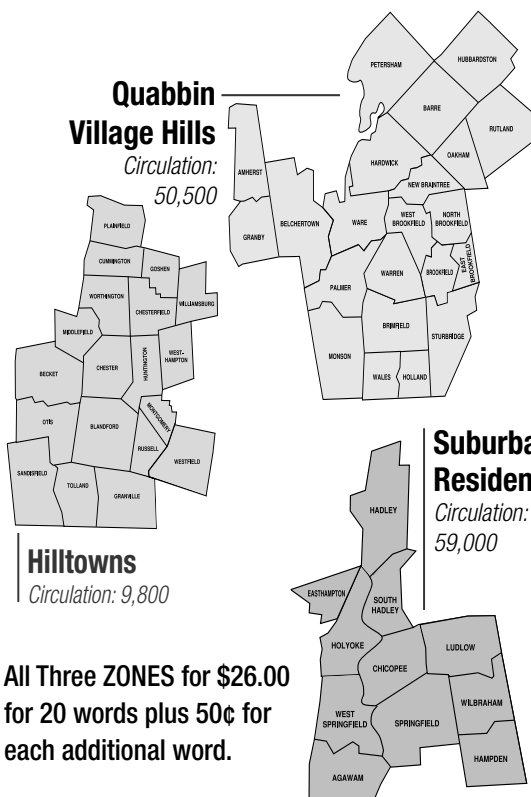 Quabbin
Village Hills
Circulation:
50,500
PETERSHAM
HUBBARDSTON
BARRE
RUTLAND
OAKHAM
HARDWICK
NEW BRAINTREE
AMHERST
GRANBY
BELCHERTOWN
WARE
WEST
BROOKFIELD
NORTH
BROOKFIELD
EAST
BROOKFIELD
BROOKFIELD
WARREN
PALMER
BRIMFIELD
STURBRIDGE
MONSON
WALES
HOLLAND
PLAINFIELD
CUMMINGTON
GOSHEN
WILLIAMSBURG
WORTHINGTON
CHESTERFIELD
MIDDLEFIELD
WEST-
HAMPTON
HUNTINGTON
CHESTER
BECKET
MONTGOMERY
OTIS
BLANDFORD
RUSSELL
WESTFIELD
SANDISFIELD
TOLLAND
GRANVILLE
Hilltowns
Circulation: 9,800
Suburba
Residen
Circulation:
59,000
HADLEY
EASTHAMPTON
SOUTH
HADLEY
HOLYOKE
CHICOPEE
LUDLOW
WEST
SPRINGFIELD
SPRINGFIELD
WILBRAHAM
HAMPDEN
AGAWAM
All Three ZONES for $26.00
for 20 words plus 50¢ for
each additional word.